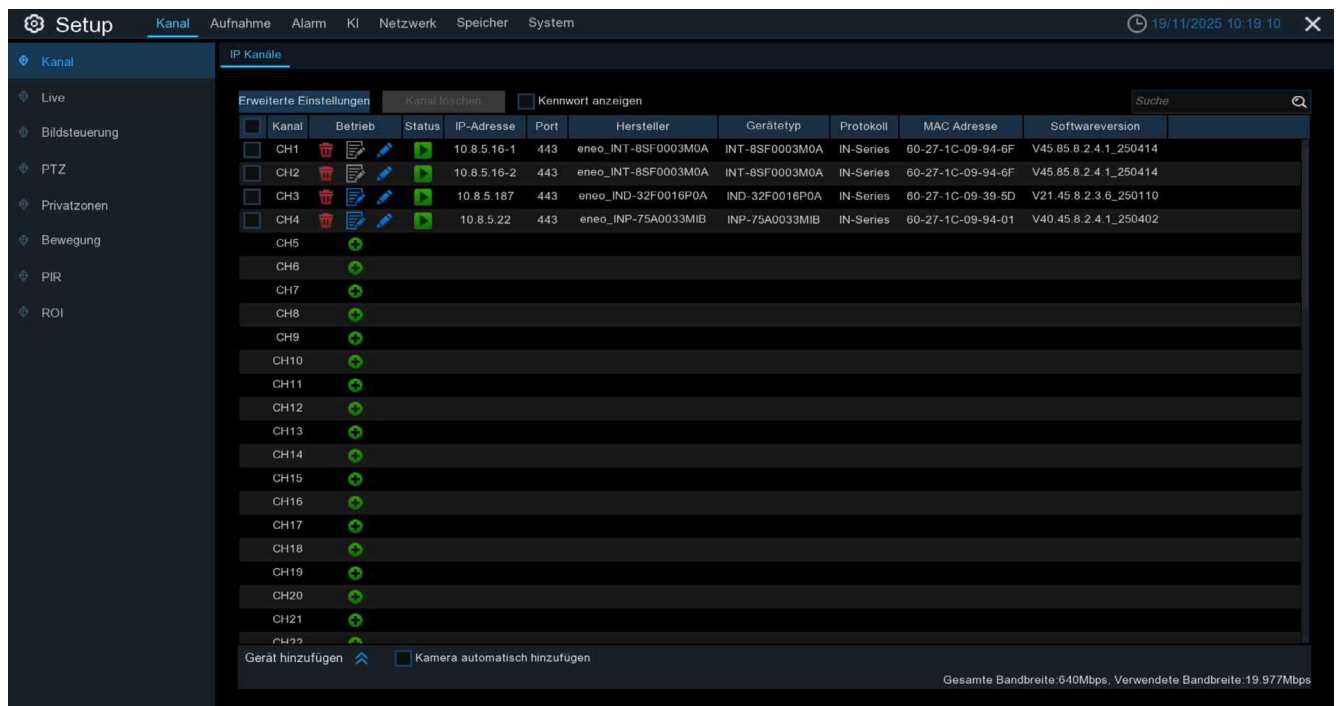 Setup Kanal Aufnahme Alarm KI Netzwerk Speicher System 19/11/2025 10:19:10
Kanal
Live
Bildsteuerung
PTZ
Privatzonen
Bewegung
PIR
ROI
IP Kanäle
Erweiterte Einstellungen Kanal löschen Kennwort anzeigen Suche
Kanal Betrieb Status IP-Adresse Port Hersteller Gerätetyp Protokoll MAC Adresse Softwareversion
CH1 10.8.5.16-1 443 eneo_INT-8SF0003M0A INT-8SF0003M0A IN-Series 60-27-1C-09-94-6F V45.85.8.2.4.1_250414
CH2 10.8.5.16-2 443 eneo_INT-8SF0003M0A INT-8SF0003M0A IN-Series 60-27-1C-09-94-6F V45.85.8.2.4.1_250414
CH3 10.8.5.187 443 eneo_IND-32F0016P0A IND-32F0016P0A IN-Series 60-27-1C-09-39-5D V21.45.8.2.3.6_250110
CH4 10.8.5.22 443 eneo_INP-75A0033MIB INP-75A0033MIB IN-Series 60-27-1C-09-94-01 V40.45.8.2.4.1_250402
CH5
CH6
CH7
CH8
CH9
CH10
CH11
CH12
CH13
CH14
CH15
CH16
CH17
CH18
CH19
CH20
CH21
CH22
Gerät hinzufügen Kamera automatisch hinzufügen
Gesamte Bandbreite:640Mbps, Verwendete Bandbreite:19.977Mbps